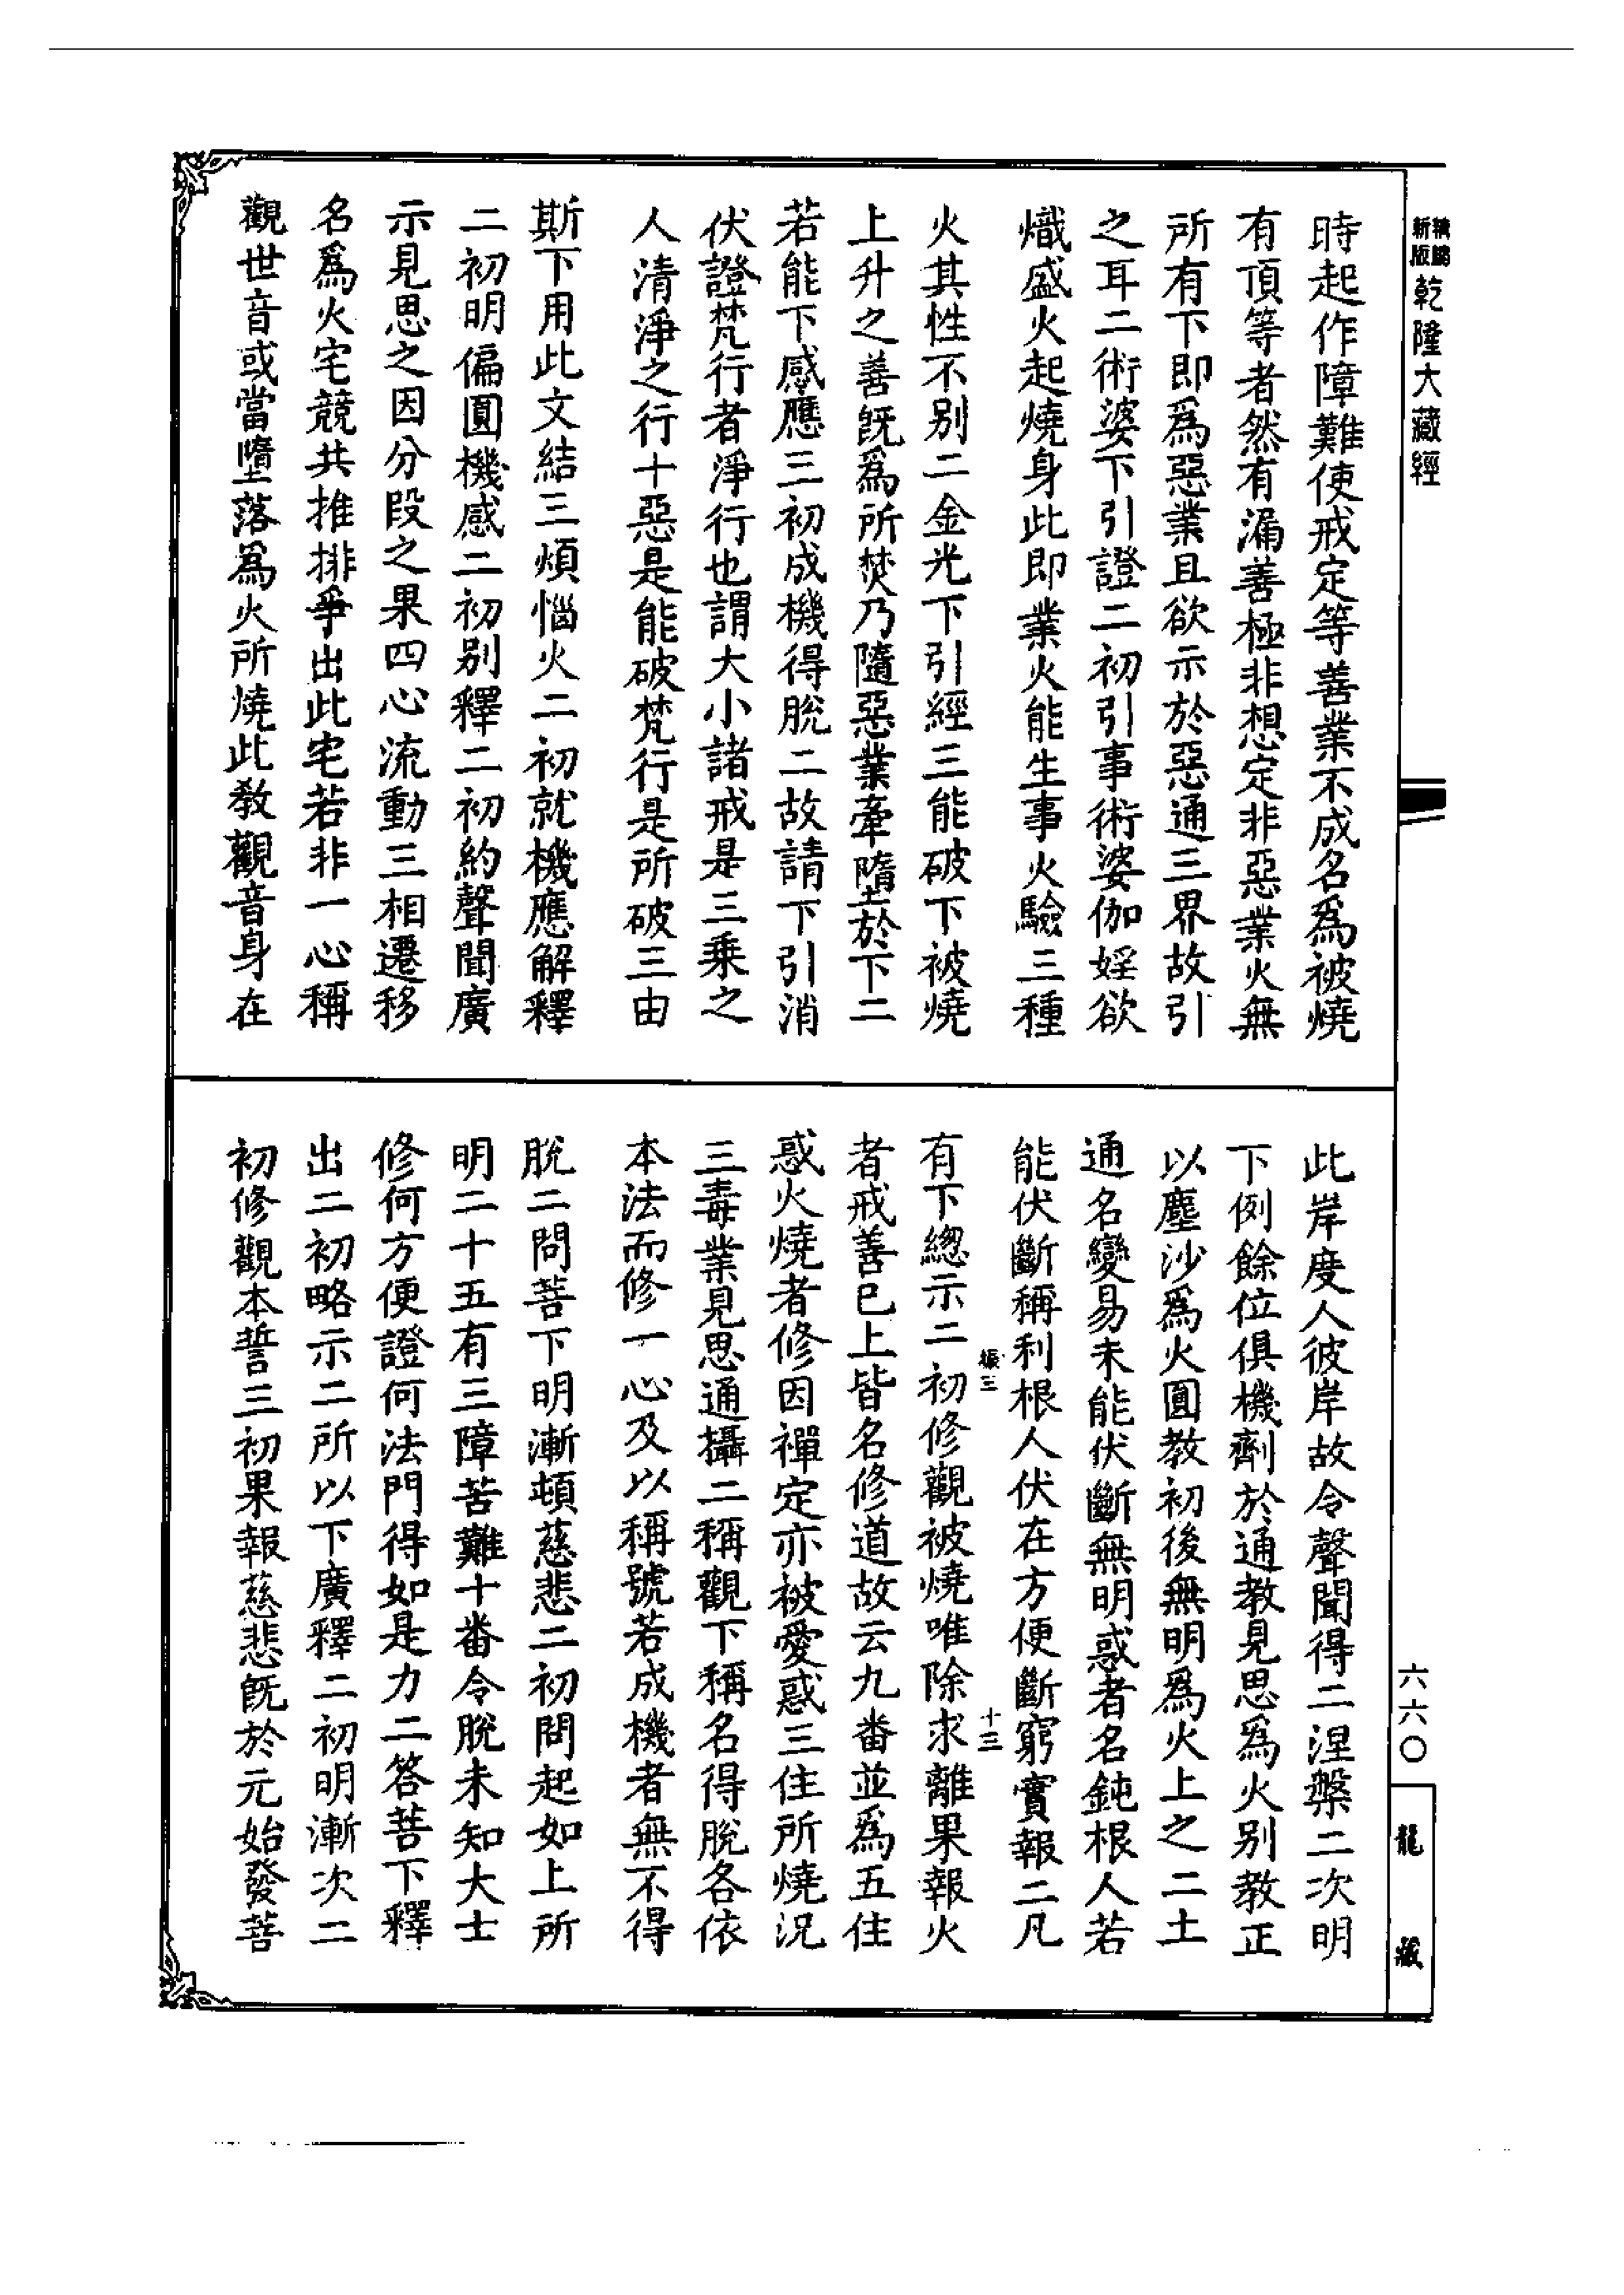 新版
乾隆大藏經
時起作障難使戒定等善業不成名爲被燒
有頂等者然有漏善極非想定非惡業火無
所有下即爲惡業且欲示於惡通三界故引
之耳二術婆下引證二初引事術婆伽婬欲
熾盛火起燒身此即業火能生事火驗三種
火其性不別二金光下引經三能破下被燒
上升之善旣爲所焚乃隨惡業牽墮於下二
若能下感應三初成機得脫二故請下引消
伏證梵行者淨行也謂大小諸戒是三乘之
人清淨之行十惡是能破梵行是所破三由
斯下用此文結三煩惱火二初就機應解釋
二初明偏圓機感二初別釋二初約聲聞廣
示見思之因分段之果四心流動三相遷移
名爲火宅競共推排爭出此宅若非一心稱
觀世音或當墮落爲火所燒此教觀音身在
此岸度人彼岸故令聲聞得二涅槃二次明
下例餘位俱機劑於通教見思爲火別教正
以塵沙爲火圓教初後無明爲火上之二土
通名變易未能伏斷無明惑者名鈍根人若
能伏斷稱利根人伏在方便斷窮實報二凡
有下總示二初修觀被燒唯除求離果報火
者戒善已上皆名修道故云九番並爲五住
惑火燒者修因禪定亦被愛惑三住所燒況
三毒業見思通攝二稱觀下稱名得脫各依
本法而修一心及以稱號若成機者無不得
脫二問菩下明漸頓慈悲二初問起如上所
明二十五有三障苦難十番令脫未知大士
修何方便證何法門得如是力二答菩下釋
出二初略示二所以下廣釋二初明漸次二
初修觀本誓三初果報慈悲旣於元始發菩
十三
六六〇
龍藏